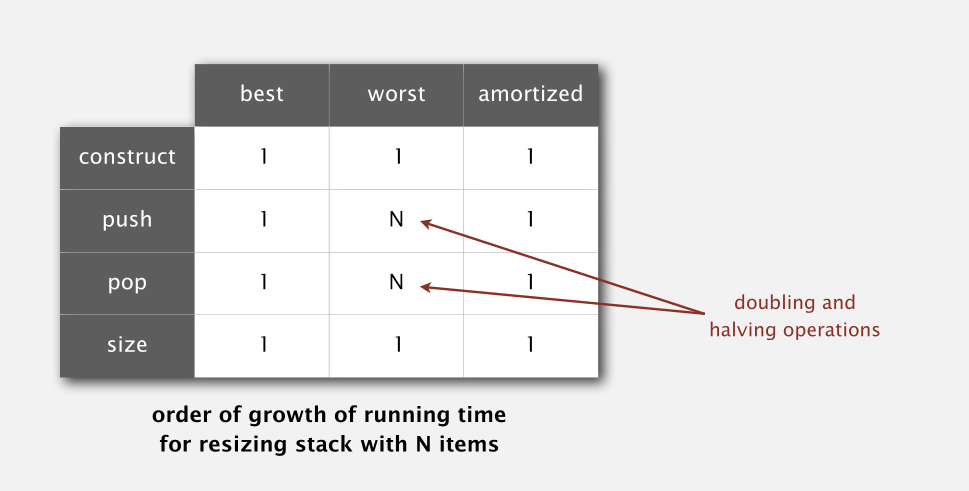 best worst amortized
construct 1 1 1
push 1 N 1
pop 1 N 1
size 1 1 1
doubling and
halving operations
order of growth of running time
for resizing stack with N items